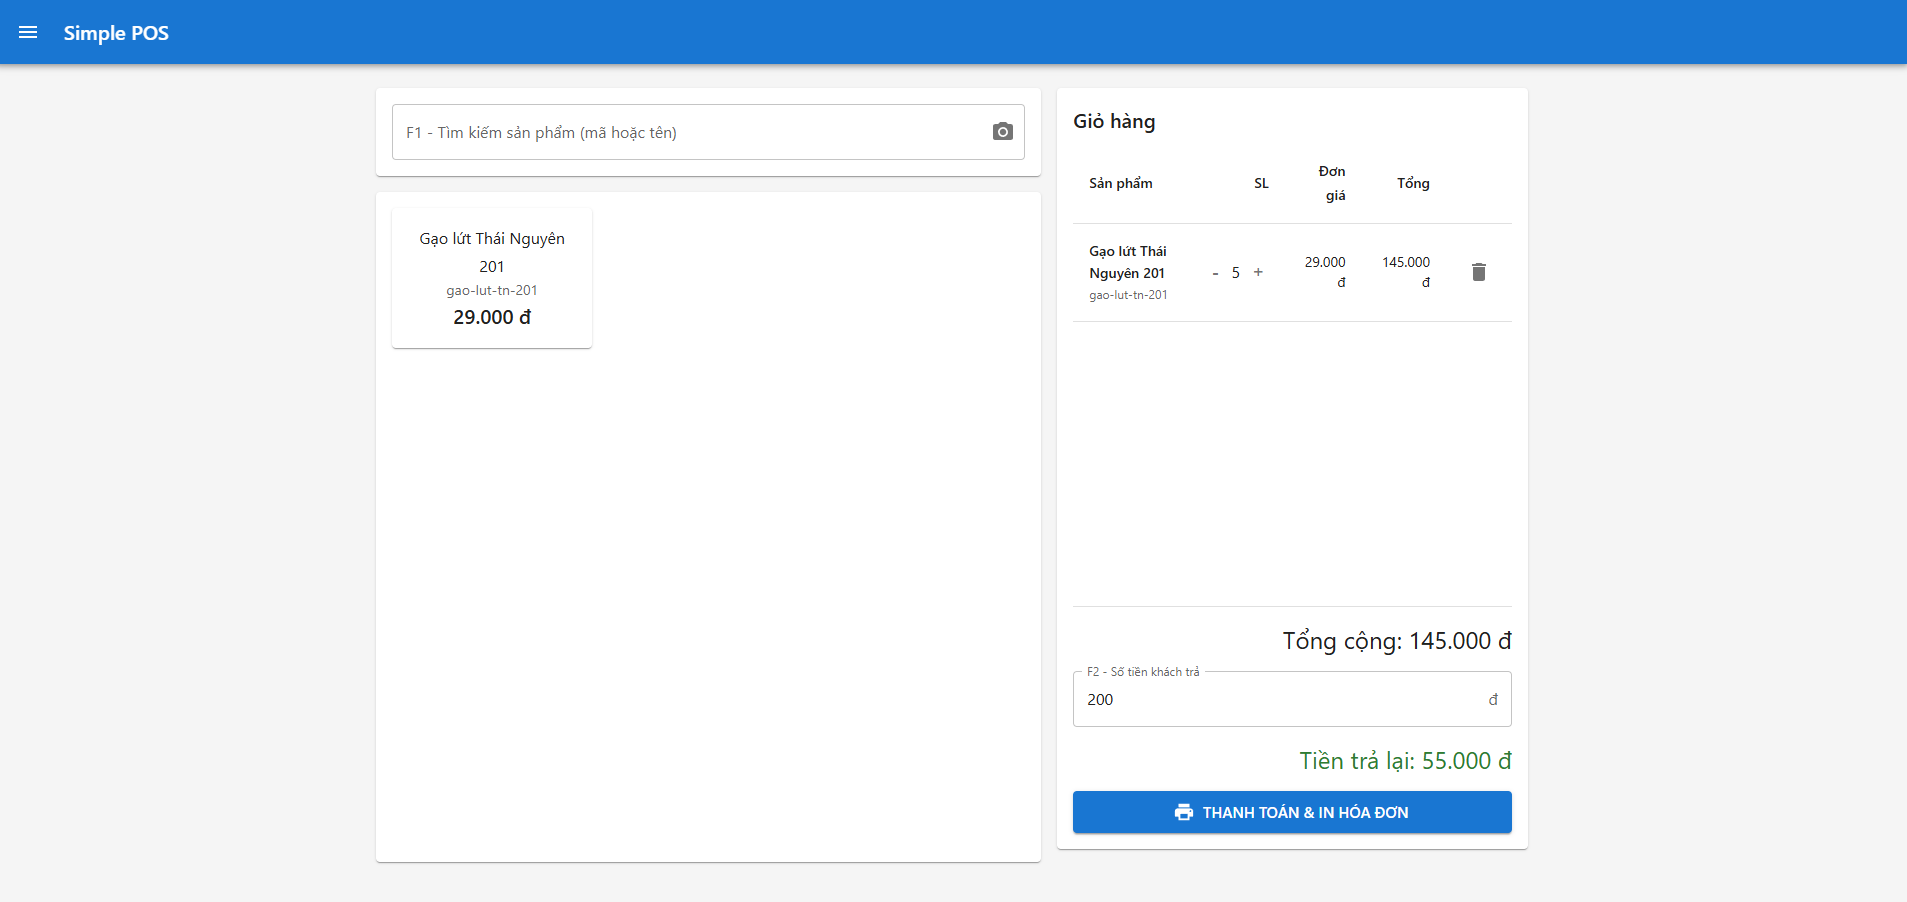 Simple POS
F1 - Tìm kiếm sản phẩm (mã hoặc tên)
Gạo lứt Thái Nguyên
201
gao-lut-tn-201
29.000 đ
Giỏ hàng
Sản phẩm
SL
Đơn
giá
Tổng
Gạo lứt Thái
Nguyên 201
gao-lut-tn-201
- 5 +
29.000
đ
145.000
đ
Tổng cộng: 145.000 đ
F2 - Số tiền khách trả
200 đ
Tiền trả lại: 55.000 đ
THANH TOÁN & IN HÓA ĐƠN